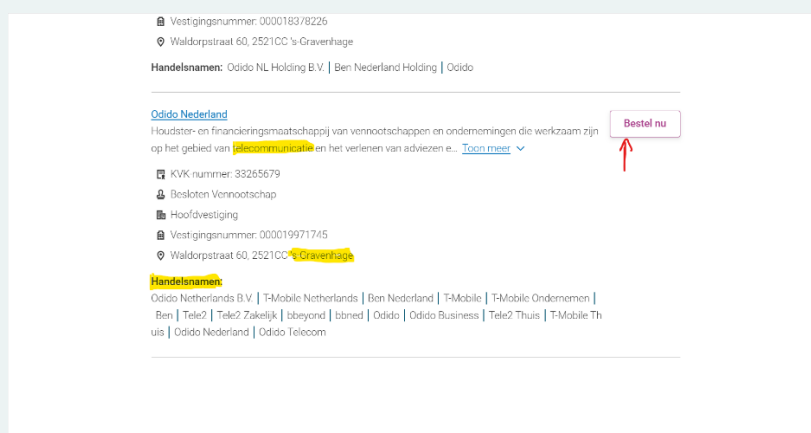 Vestigingsnummer: 000018378226
Waldorpstraat 60, 2521CC 's-Gravenhage
Handelsnamen: Odido NL Holding B.V. | Ben Nederland Holding | Odido
Odido Nederland
Bestel nu
Houdster- en financieringsmaatschappij van vennootschappen en ondernemingen die werkzaam zijn
op het gebied van telecommunicatie en het verlenen van adviezen e... Toon meer
KVK-nummer: 33265679
Besloten Vennootschap
Hoofdvestiging
Vestigingsnummer: 000019971745
Waldorpstraat 60, 2521CC 's Gravenhage
Handelsnamen:
Odido Netherlands B.V. | T-Mobile Netherlands | Ben Nederland | T-Mobile | T-Mobile Ondernemen |
Ben | Tele2 | Tele2 Zakelijk | bbeyond | bbned | Odido | Odido Business | Tele2 Thuis | T-Mobile Th
uis | Odido Nederland | Odido Telecom